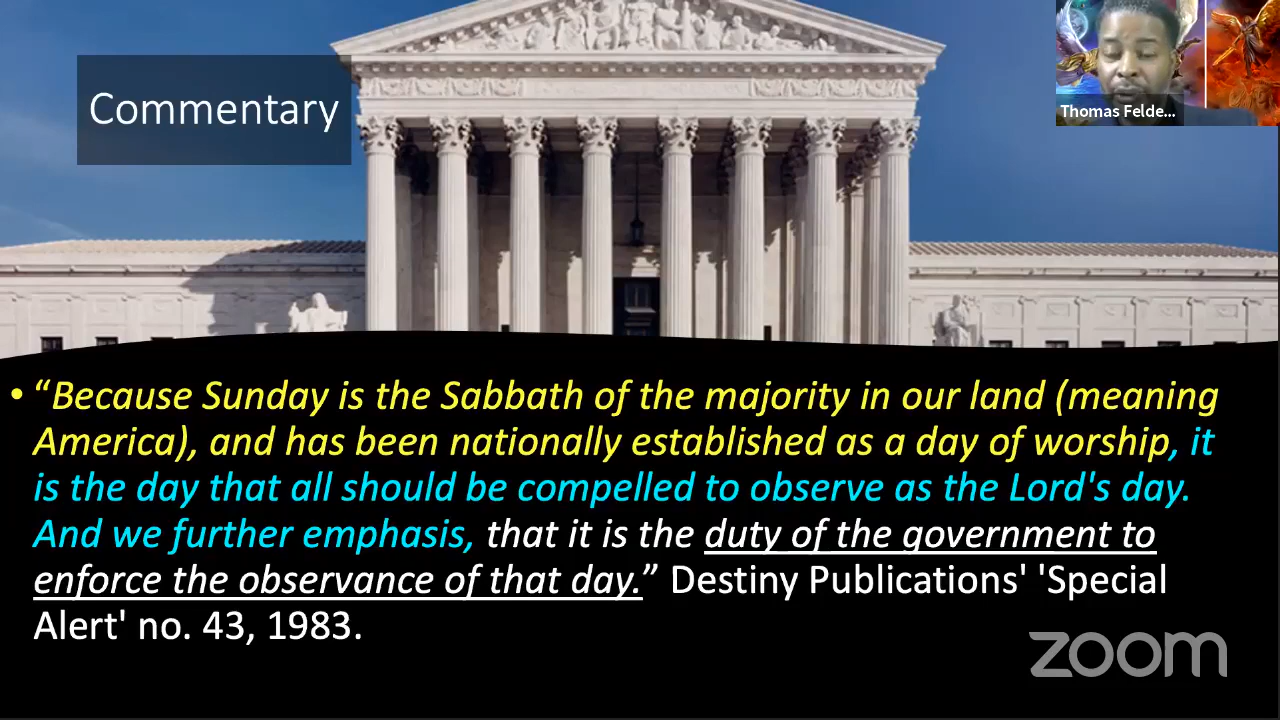 Commentary
Thomas Felde...
• “Because Sunday is the Sabbath of the majority in our land (meaning
America), and has been nationally established as a day of worship, it
is the day that all should be compelled to observe as the Lord's day.
And we further emphasis, that it is the duty of the government to
enforce the observance of that day.” Destiny Publications' 'Special
Alert' no. 43, 1983.
zoom